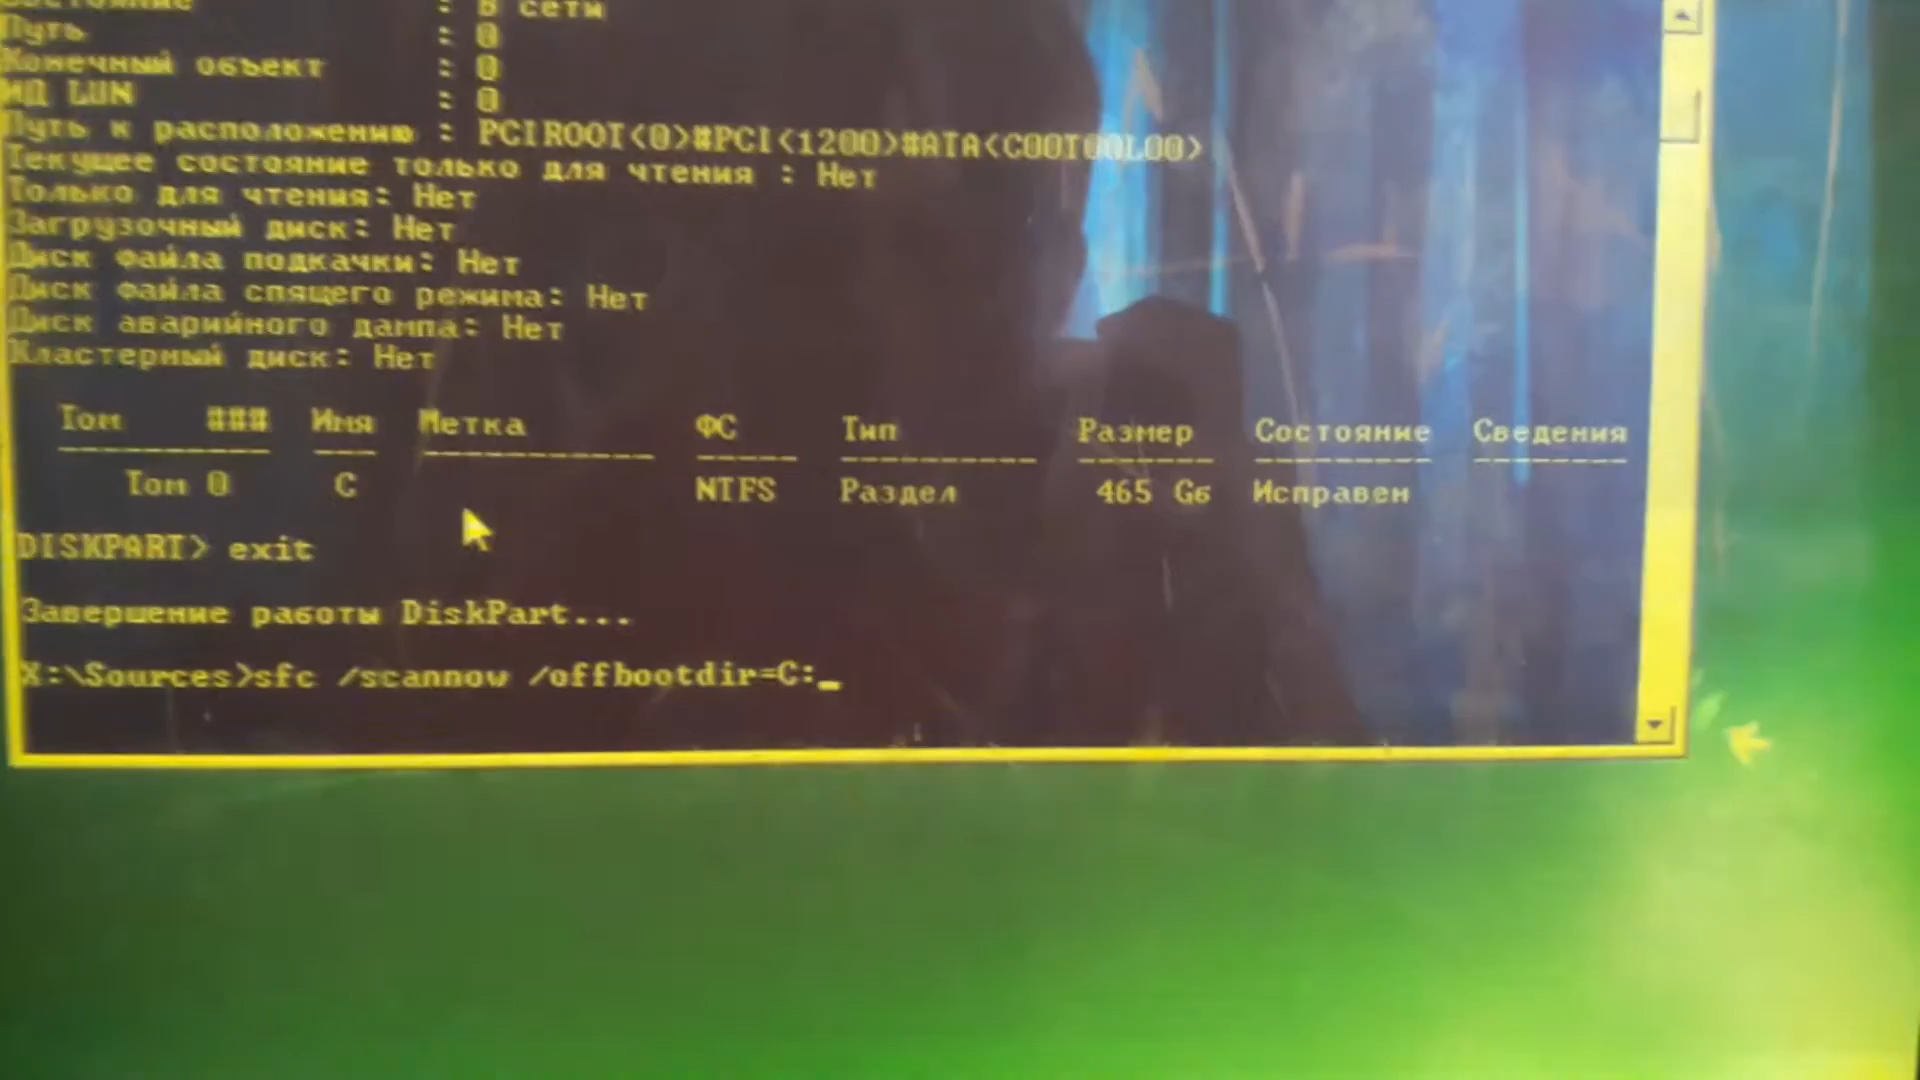 Состояние : В сети
Путь : 0
Конечный объект : 0
ИД LUN : 0
Путь к расположению : PCIROOT(0)#PCI(1200)#ATA(C00T00L00)
Текущее состояние только для чтения : Нет
Только для чтения: Нет
Загрузочный диск: Нет
Диск файла подкачки: Нет
Диск файла спящего режима: Нет
Диск аварийного дампа: Нет
Кластерный диск: Нет
Том ### Имя Метка ФС Тип Размер Состояние Сведения
Том 0 C NTFS Раздел 465 Gб Исправен
DISKPART> exit
Завершение работы DiskPart...
X:\Sources>sfc /scannow /offbootdir=C:_